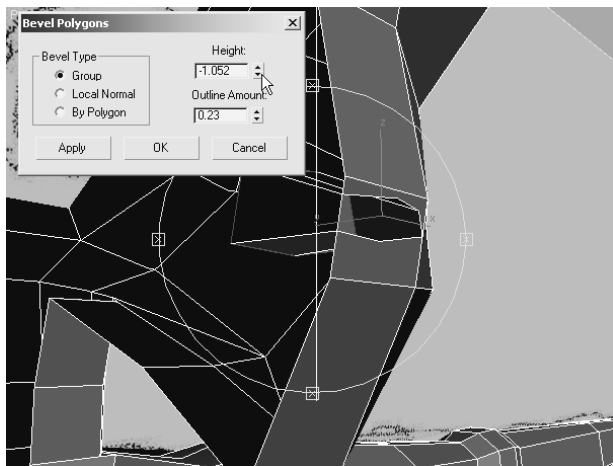 Bevel Polygons
Bevel Type
Group
Local Normal
By Polygon
Height:
-1.052
Outline Amount:
0.23
Apply
OK
Cancel
z
x